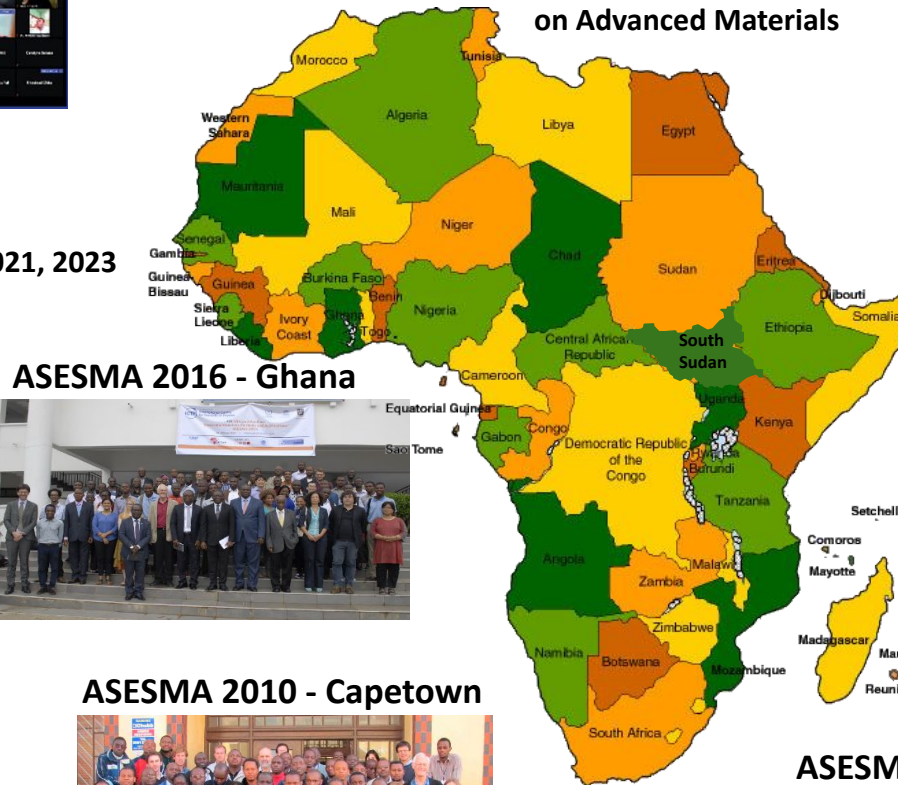 on Advanced Materials
Tunisia
Morocco
Algeria
Libya
Egypt
Western
Sahara
Mauritania
Mali
Niger
Chad
Sudan
Eritrea
021, 2023
Senegal
Gambia
Guinea-
Bissau
Guinea
Burkina Faso
Benin
Nigeria
Djibouti
Somalia
Ethiopia
Sierra
Lieone
Ivory
Coast
Ghana
Togo
Liberia
Central African
Republic
South
Sudan
ASESMA 2016 - Ghana
Cameroon
Uganda
Kenya
Equatorial Guinea
Sao Tome
Gabon
Congo
Democratic Republic
of the
Congo
Rwanda
Burundi
Tanzania
Setchell
Comoros
Mayotte
Angola
Malawi
Zambia
Zimbabwe
Madagascar
Mau
Reuni
Namibia
Botswana
Mozambique
ASESMA 2010 - Capetown
South Africa
ASESM